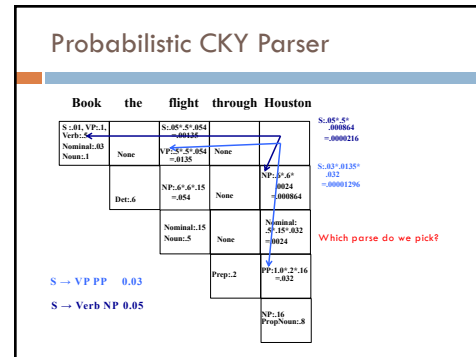 Probabilistic CKY Parser
Book the flight through Houston
S :.01, VP:.1,
Verb:.5
Nominal:.03
Noun:.1
None
S:.05*.5*.054
=.00135
VP:.5*.5*.054
=.0135
None
S:.05*.5*
.000864
=.0000216
S:.03*.0135*
.032
=.00001296
Det:.6
NP:.6*.6*.15
=.054
None
NP:.6*.6*
.0024
=.000864
Nominal:.15
Noun:.5
None
Nominal:
.5*.15*.032
=.0024
Which parse do we pick?
Prep:.2
PP:1.0*.2*.16
=.032
NP:.16
PropNoun:.8
S → VP PP 0.03
S → Verb NP 0.05